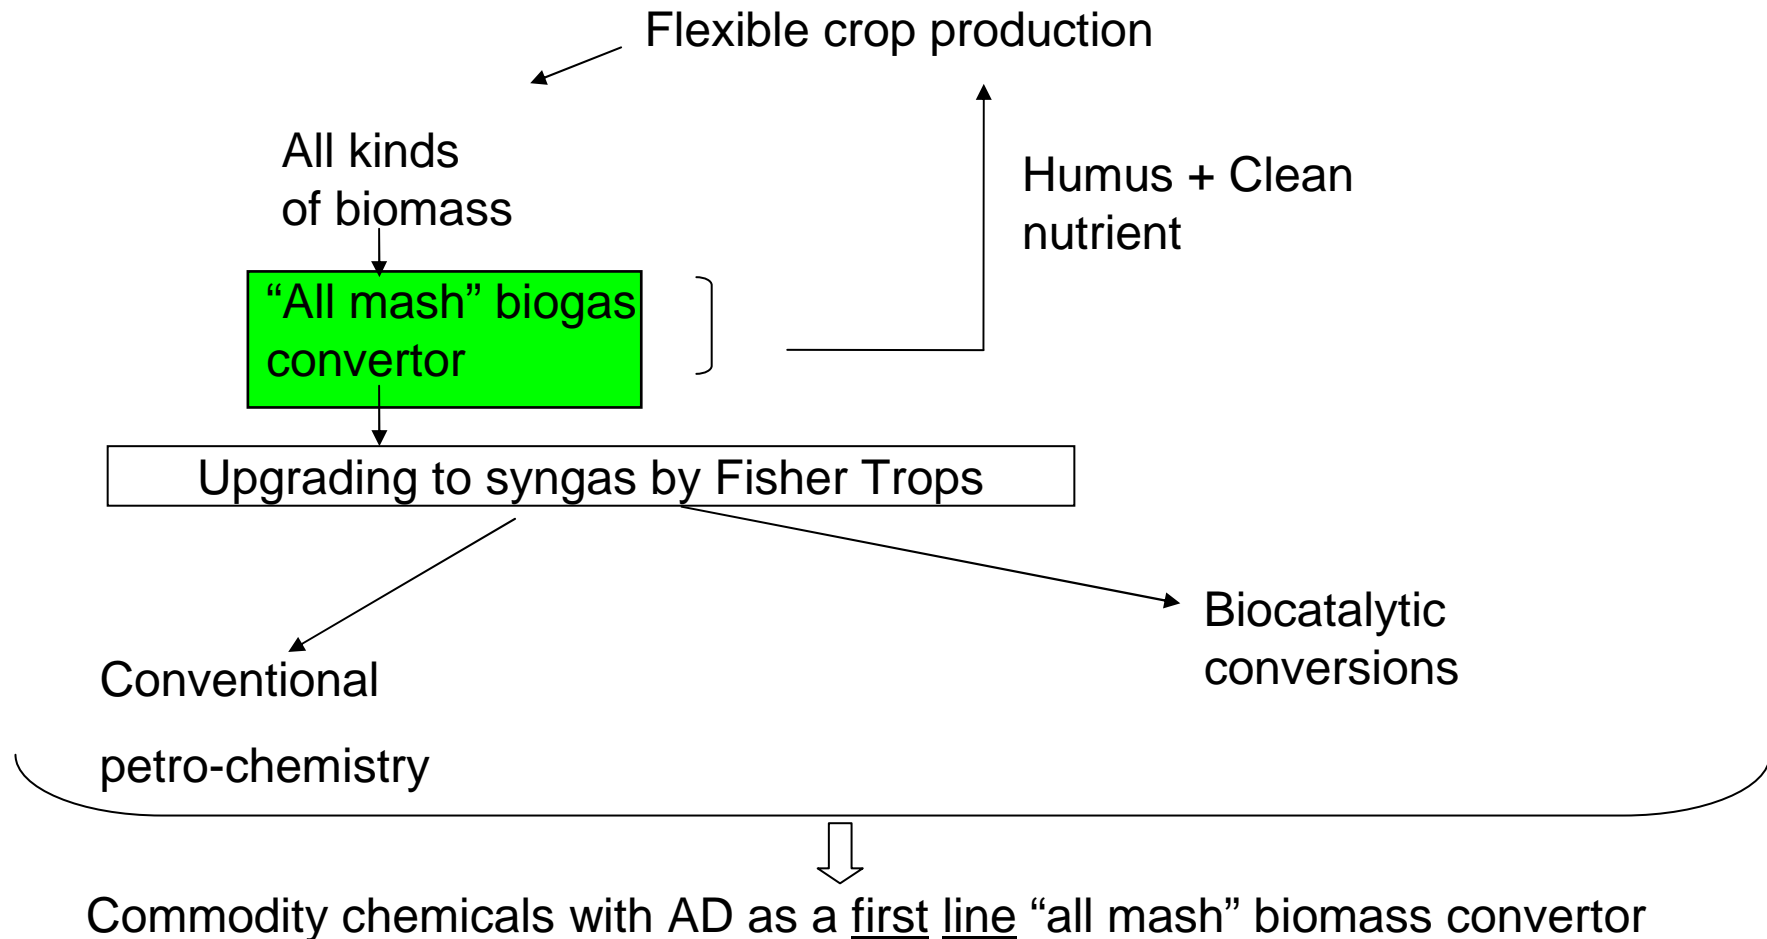 Flexible crop production
All kinds
of biomass
Humus + Clean
nutrient
“All mash” biogas
convertor
Upgrading to syngas by Fisher Trops
Biocatalytic
conversions
Conventional
petro-chemistry
Commodity chemicals with AD as a first line “all mash” biomass convertor